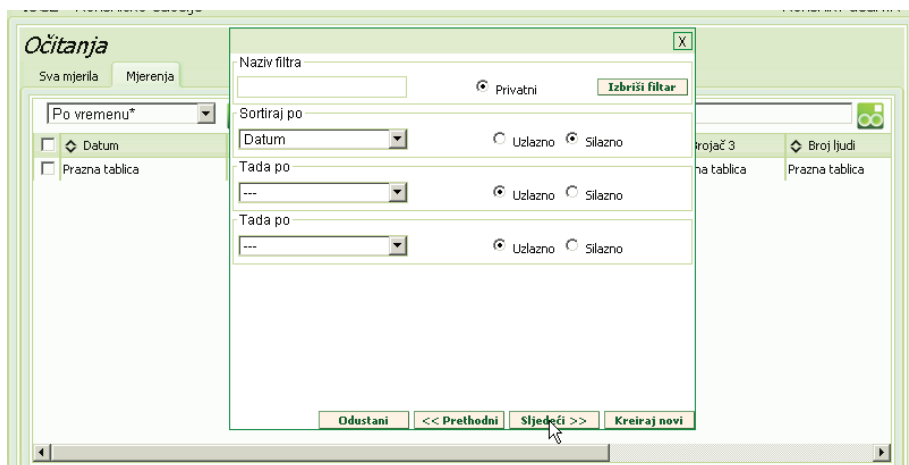 Očitanja
X
Naziv filtra
Sva mjerila Mjerenja
Privatni Izbriši filtar
Po vremenu* Sortiraj po
Datum Datum Uzlazno Silazno Brojač 3 Broj ljudi
Prazna tablica Tada po na tablica Prazna tablica
--- Uzlazno Silazno
Tada po
--- Uzlazno Silazno
Odustani << Prethodni Sljedeći >> Kreiraj novi